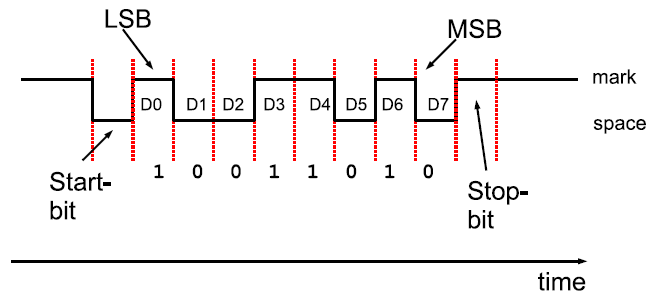 LSB
MSB
mark
D0 D1 D2 D3 D4 D5 D6 D7
space
Start-
bit
1 0 0 1 1 0 1 0
Stop-
bit
time